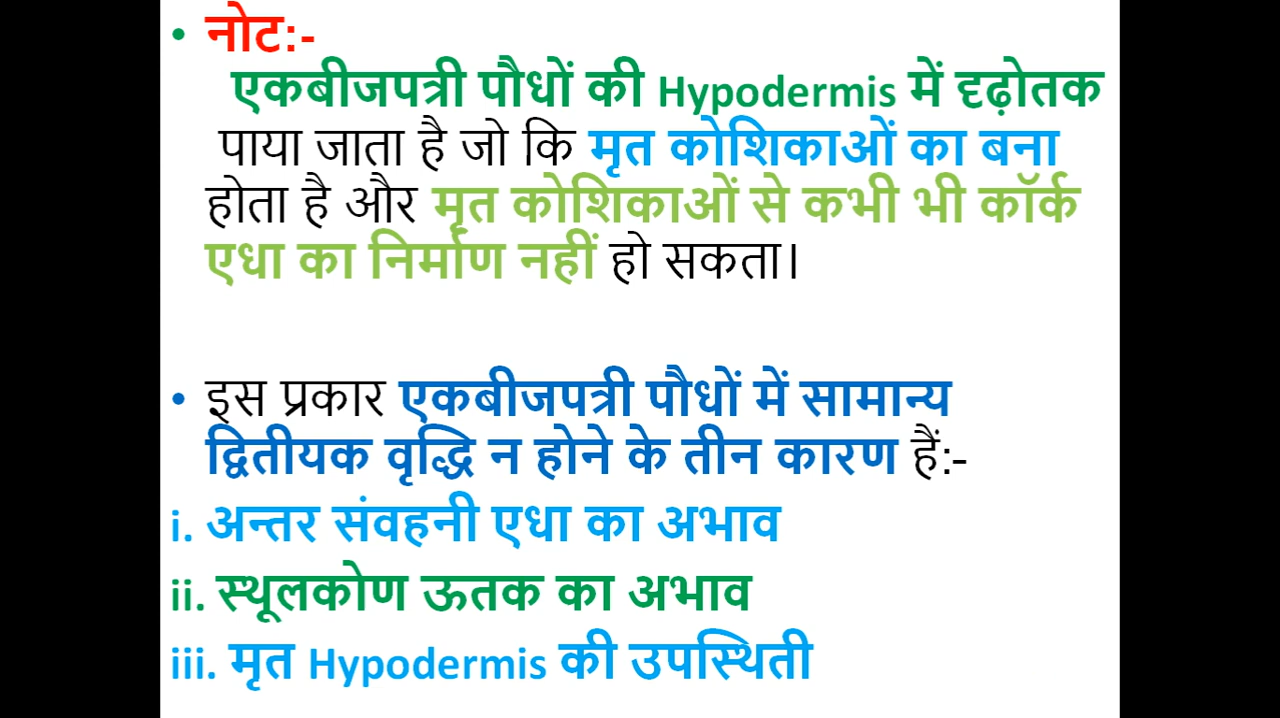 • नोट:-
एकबीजपत्री पौधों की Hypodermis में दृढ़ोतक
पाया जाता है जो कि मृत कोशिकाओं का बना
होता है और मृत कोशिकाओं से कभी भी कॉर्क
एधा का निर्माण नहीं हो सकता।
• इस प्रकार एकबीजपत्री पौधों में सामान्य
द्वितीयक वृद्धि न होने के तीन कारण हैं:-
i. अन्तर संवहनी एधा का अभाव
ii. स्थूलकोण ऊतक का अभाव
iii. मृत Hypodermis की उपस्थिती